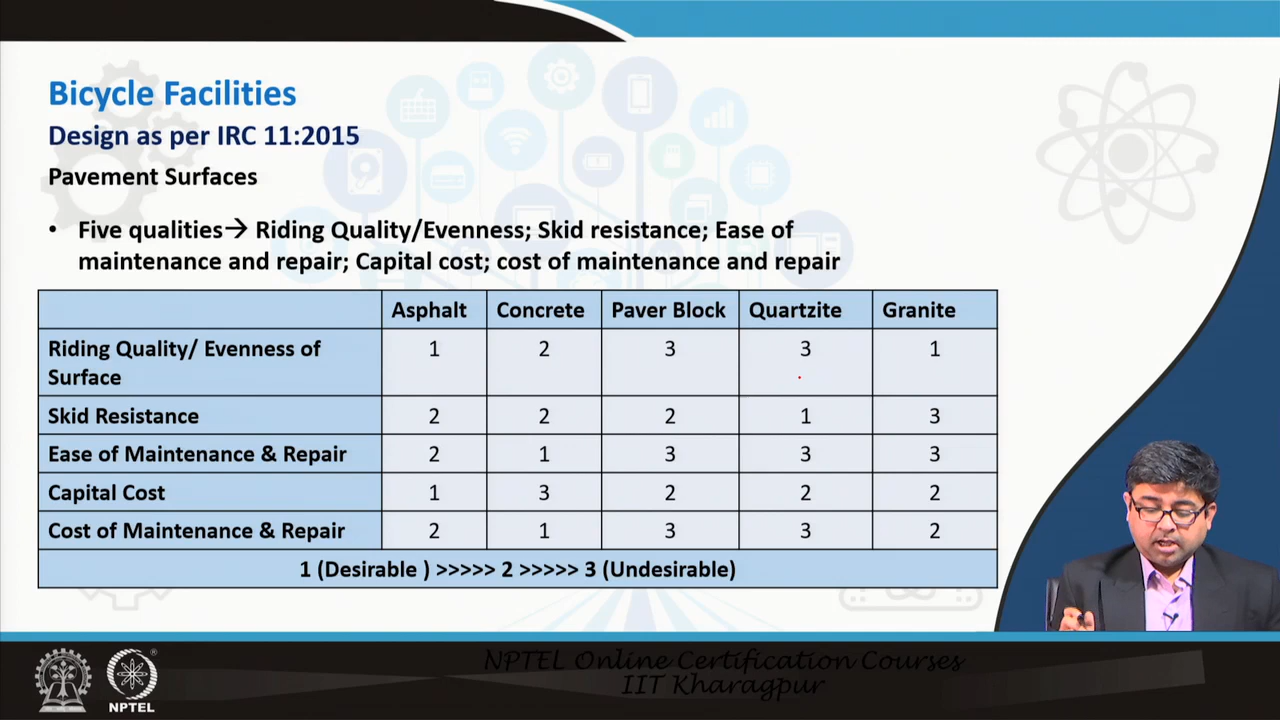 Bicycle Facilities
Design as per IRC 11:2015
Pavement Surfaces
• Five qualities→ Riding Quality/Evenness; Skid resistance; Ease of
maintenance and repair; Capital cost; cost of maintenance and repair
Asphalt Concrete Paver Block Quartzite Granite
Riding Quality/ Evenness of
Surface 1 2 3 3 1
Skid Resistance 2 2 2 1 3
Ease of Maintenance & Repair 2 1 3 3 3
Capital Cost 1 3 2 2 2
Cost of Maintenance & Repair 2 1 3 3 2
1 (Desirable ) >>>>> 2 >>>>> 3 (Undesirable)
NPTEL Online Certification Courses
IIT Kharagpur
NPTEL